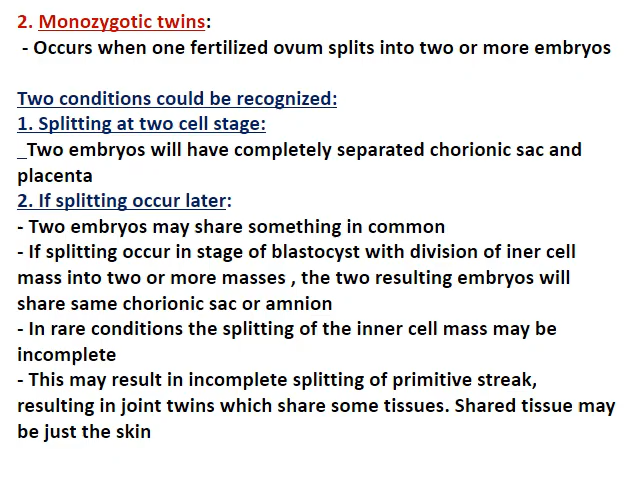 2. Monozygotic twins:
- Occurs when one fertilized ovum splits into two or more embryos
Two conditions could be recognized:
1. Splitting at two cell stage:
_Two embryos will have completely separated chorionic sac and
placenta
2. If splitting occur later:
- Two embryos may share something in common
- If splitting occur in stage of blastocyst with division of iner cell
mass into two or more masses , the two resulting embryos will
share same chorionic sac or amnion
- In rare conditions the splitting of the inner cell mass may be
incomplete
- This may result in incomplete splitting of primitive streak,
resulting in joint twins which share some tissues. Shared tissue may
be just the skin